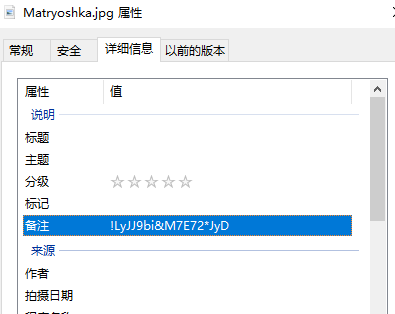 Matryoshka.jpg 属性
常规 安全 详细信息 以前的版本
属性 值
说明
标题
主题
分级
标记
备注 !LyJJ9bi&M7E72*JyD
来源
作者
拍摄日期